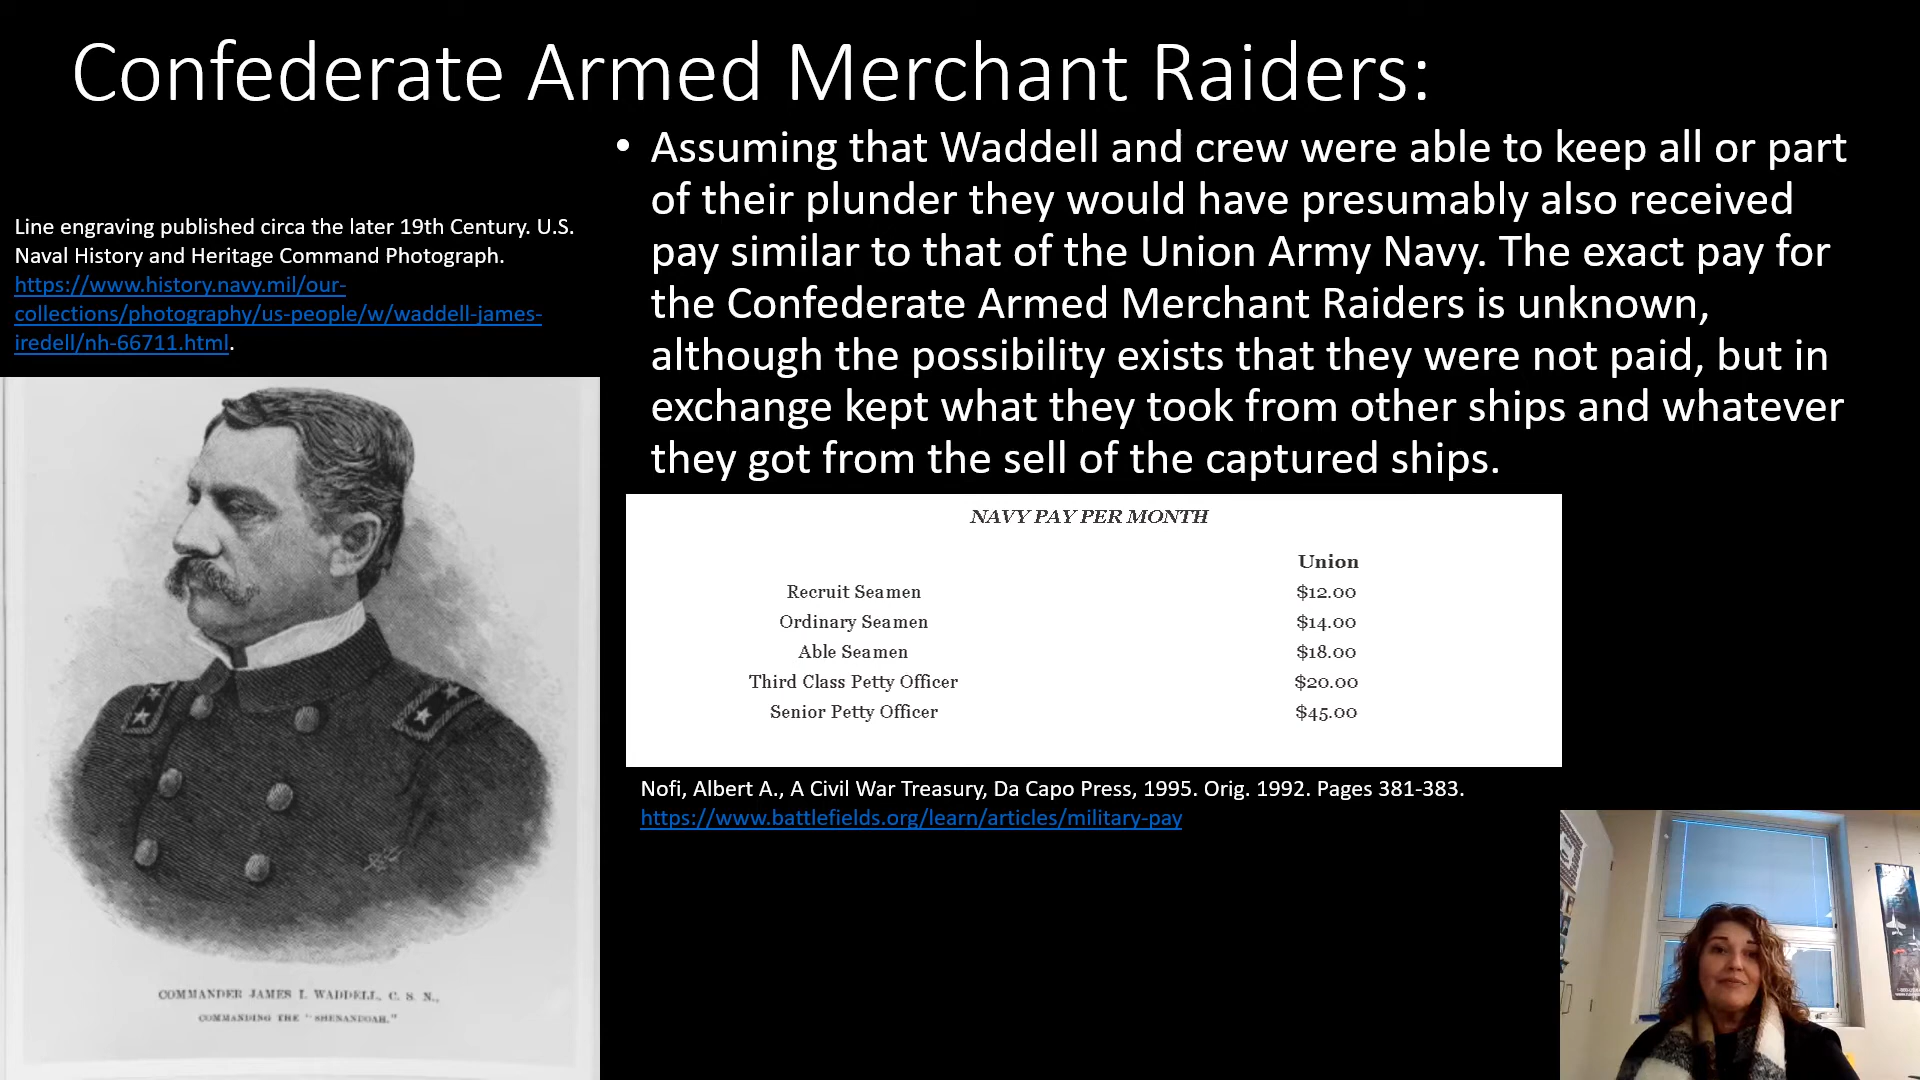 Confederate Armed Merchant Raiders:
• Assuming that Waddell and crew were able to keep all or part
of their plunder they would have presumably also received
pay similar to that of the Union Army Navy. The exact pay for
the Confederate Armed Merchant Raiders is unknown,
although the possibility exists that they were not paid, but in
exchange kept what they took from other ships and whatever
they got from the sell of the captured ships.
Line engraving published circa the later 19th Century. U.S.
Naval History and Heritage Command Photograph.
https://www.history.navy.mil/our-
collections/photography/us-people/w/waddell-james-
iredell/nh-66711.html.
COMMANDER JAMES I. WADDELL, C. S. N.,
COMMANDING THE "SHENANDOAH."
NAVY PAY PER MONTH
Union
Recruit Seamen $12.00
Ordinary Seamen $14.00
Able Seamen $18.00
Third Class Petty Officer $20.00
Senior Petty Officer $45.00
Nofi, Albert A., A Civil War Treasury, Da Capo Press, 1995. Orig. 1992. Pages 381-383.
https://www.battlefields.org/learn/articles/military-pay